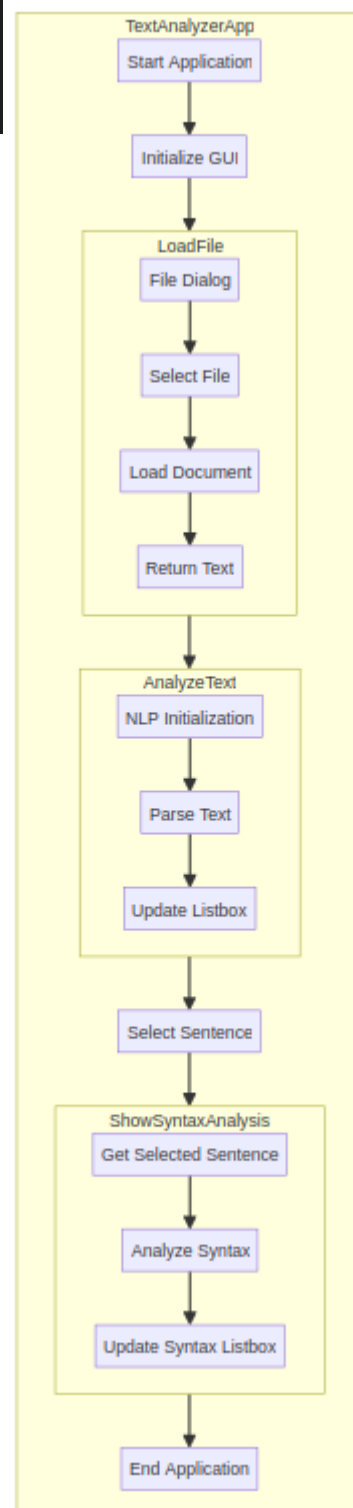 TextAnalyzerApp
Start Application
Initialize GUI
LoadFile
File Dialog
Select File
Load Document
Return Text
AnalyzeText
NLP Initialization
Parse Text
Update Listbox
Select Sentence
ShowSyntaxAnalysis
Get Selected Sentence
Analyze Syntax
Update Syntax Listbox
End Application